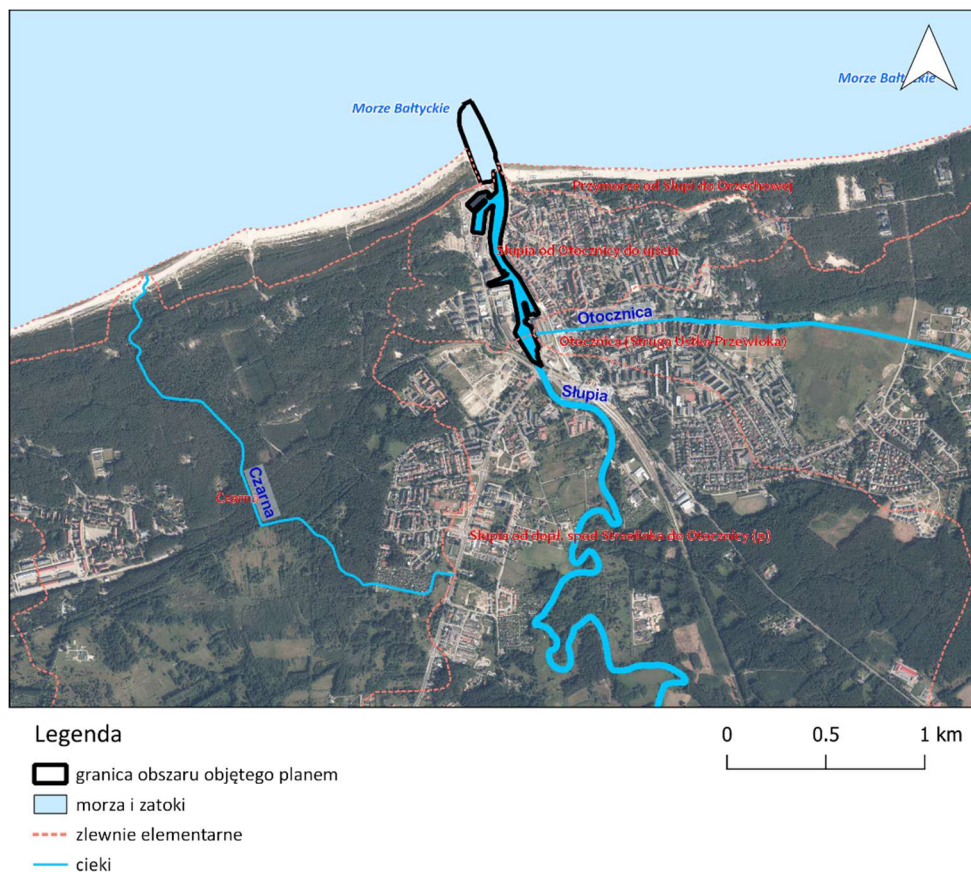 Morze Bałtyckie
Morze Bałtyckie
Przymorze od Słupi do Orzechowej
Słupia od Otocznicy do ujścia
Otocznica
Otocznica (Struga Ustka Przewłoka)
Słupia
Czarna
Czarna
Słupia od dopł. spod Strzelinka do Otocznicy (p)
Legenda
granica obszaru objętego planem
morza i zatoki
zlewnie elementarne
cieki
0 0.5 1 km